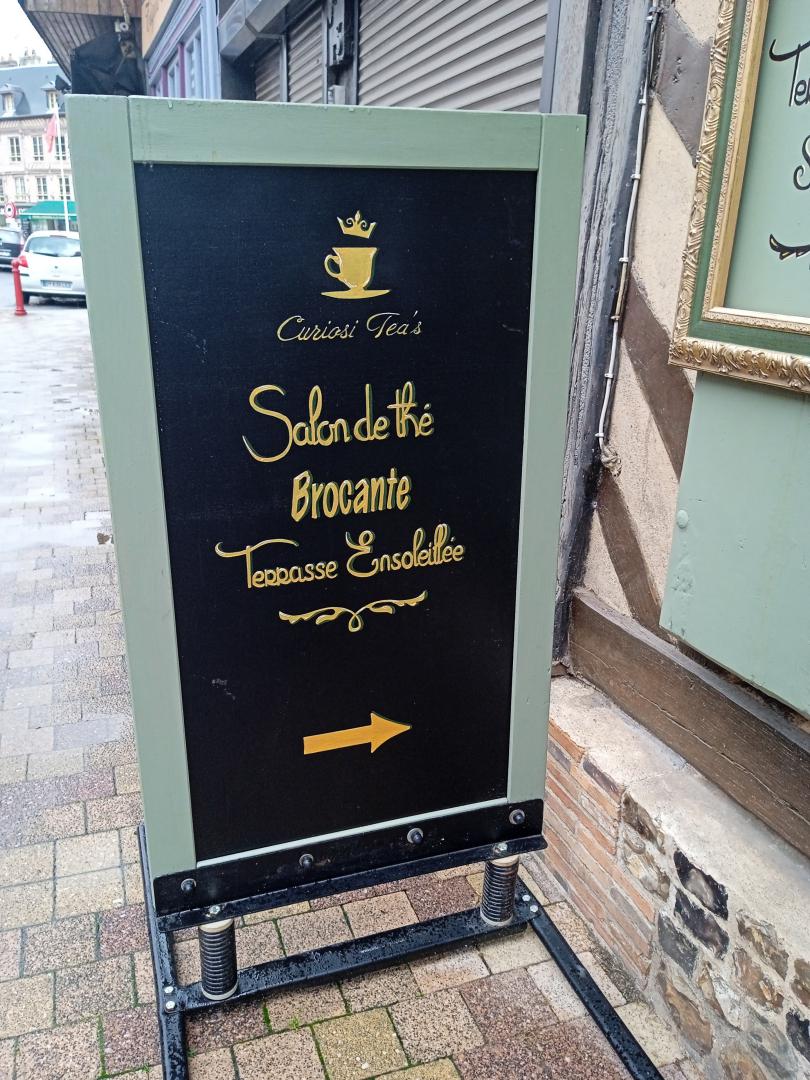 Curiosi Tea's
Salon de thé
Brocante
Terrasse Ensoleillée